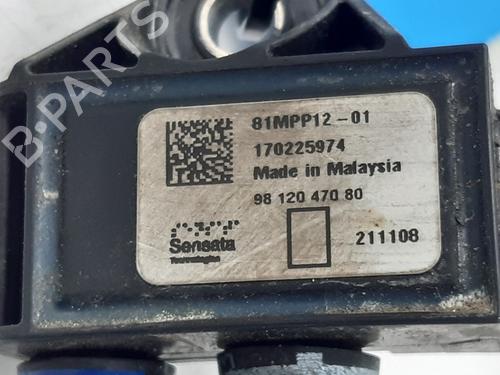 81MPP12-01
170225974
Made in Malaysia
98 120 470 80
Sensata
Technologies
211108
B-Parts